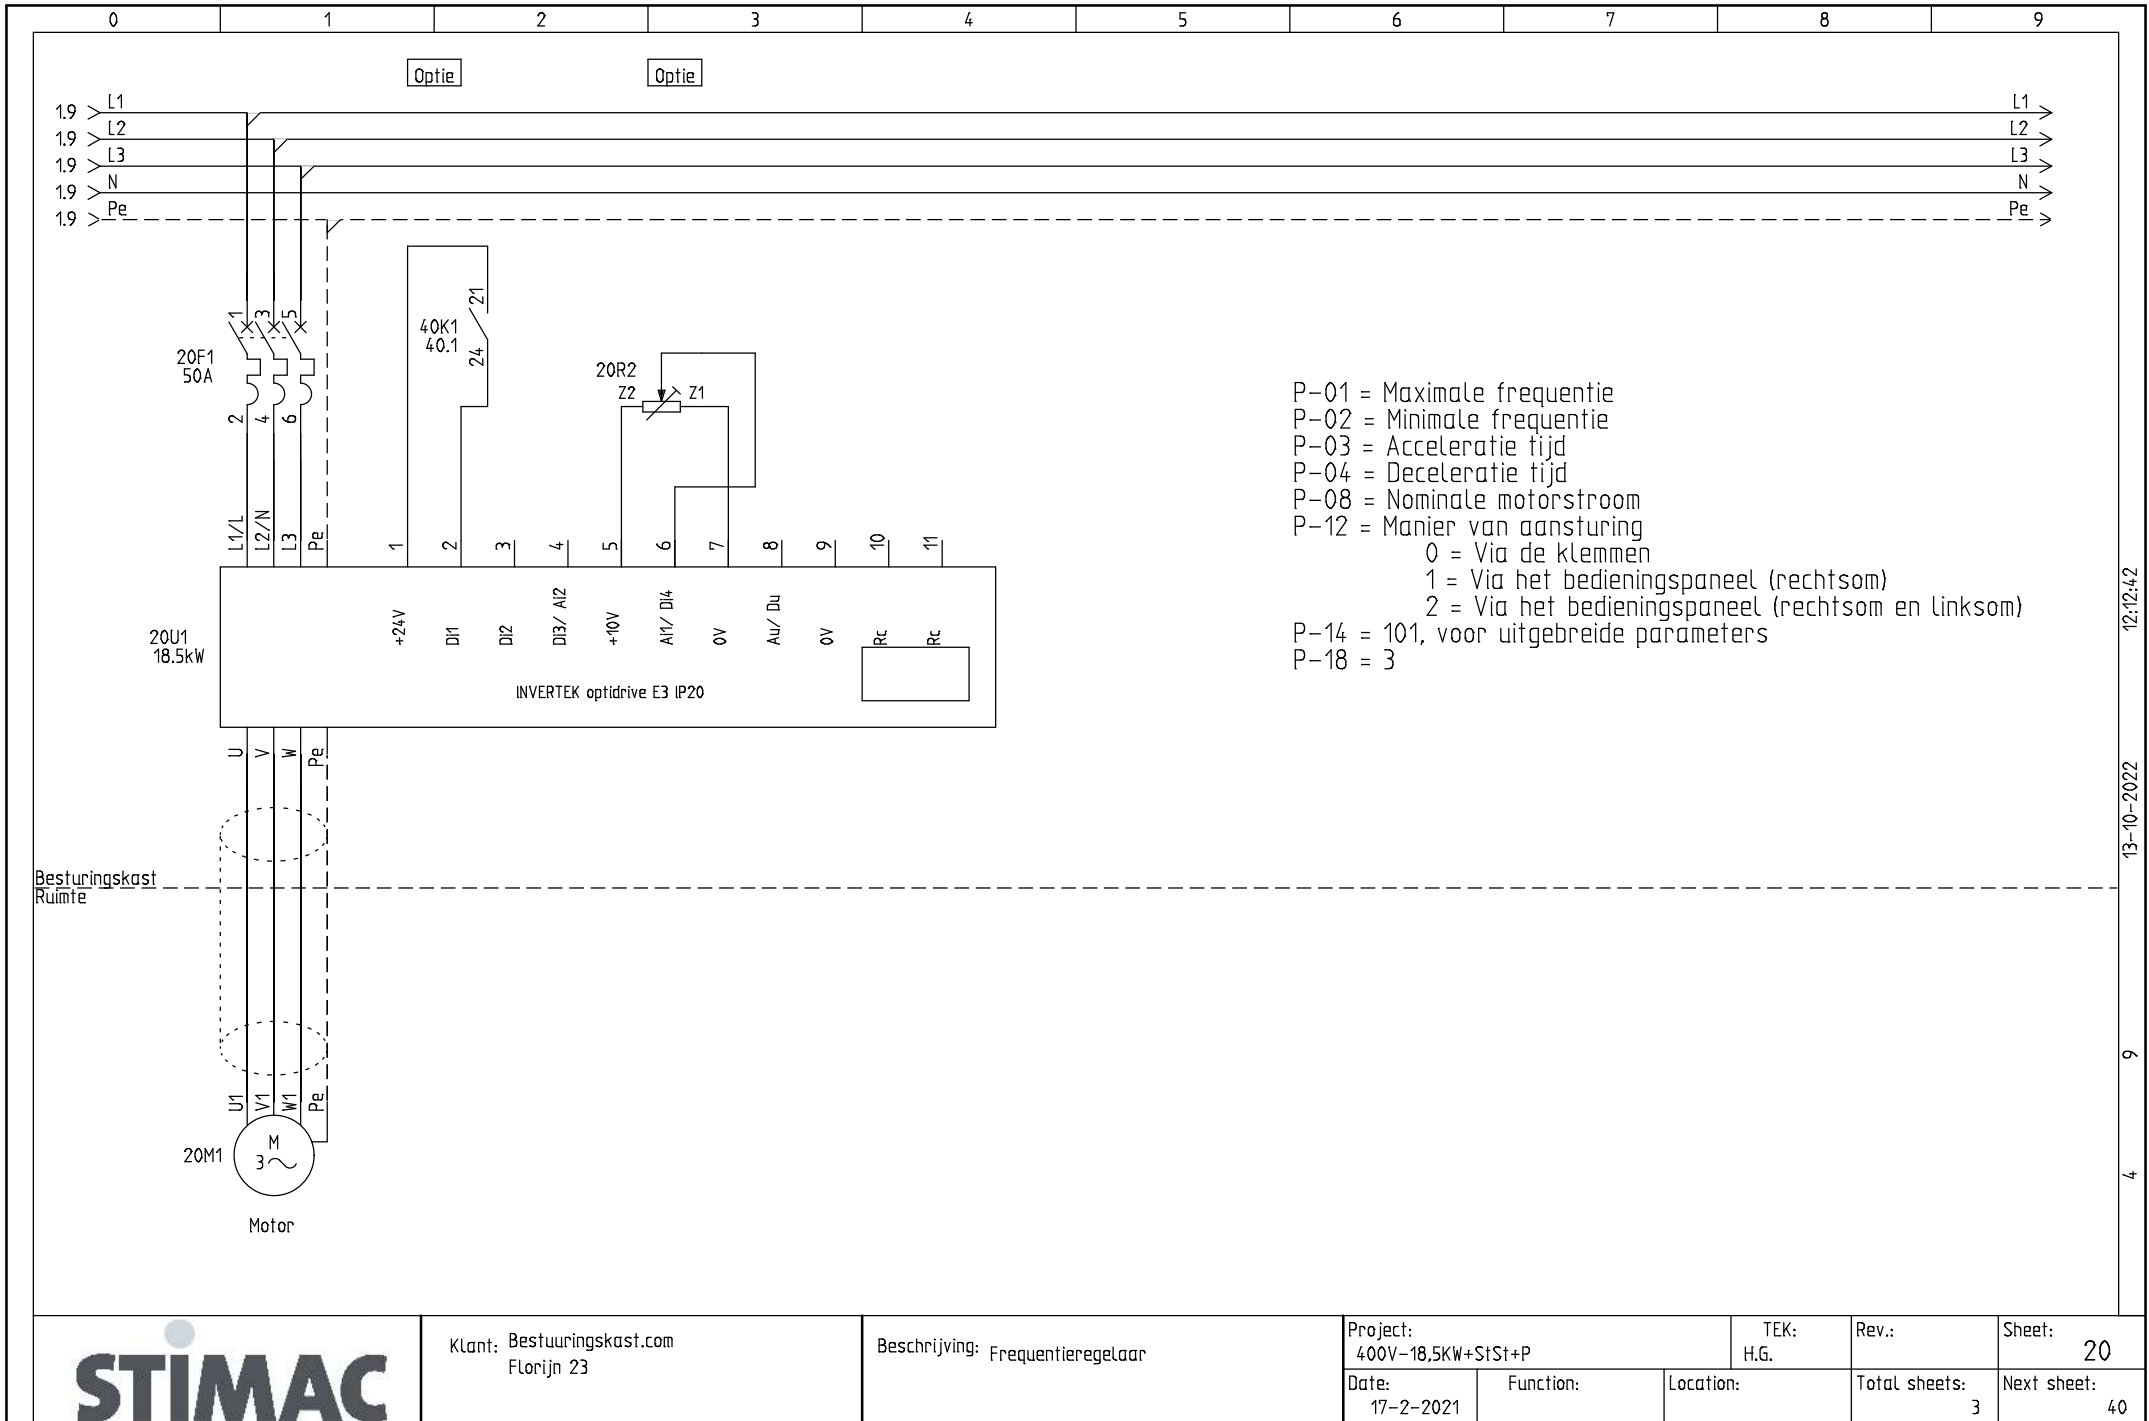 0 1 2 3 4 5 6 7 8 9
Optie Optie
1.9 L1 L1
1.9 L2 L2
1.9 L3 L3
1.9 N N
1.9 Pe Pe
1 3 5
20F1
50A
2 4 6
21
40K1
40.1
24
20R2
Z2 Z1
P-01 = Maximale frequentie
P-02 = Minimale frequentie
P-03 = Acceleratie tijd
P-04 = Deceleratie tijd
P-08 = Nominale motorstroom
P-12 = Manier van aansturing
0 = Via de klemmen
1 = Via het bedieningspaneel (rechtsom)
2 = Via het bedieningspaneel (rechtsom en linksom)
P-14 = 101, voor uitgebreide parameters
P-18 = 3
L1/L L2/N L3 Pe 1 2 3 4 5 6 7 8 9 10 11
+24V DI1 Di2 DI3/ Ai2 +10V Ai1/ DI4 0V Au/ Du 0V Rc Rc
20U1
18.5kW
INVERTEK optidrive E3 IP20
U V W Pe
Besturingskast
Ruimte
U1 V1 W1 Pe
20M1
M
3
Motor
12:12:42
13-10-2022
9
4
STIMAC
Klant: Bestuuringskast.com
Florijn 23
Beschrijving: Frequentieregelaar
Project: TEK: Rev.: Sheet:
400V-18,5KW+StSt+P H.G. 20
Date: Function: Location: Total sheets: Next sheet:
17-2-2021 3 40